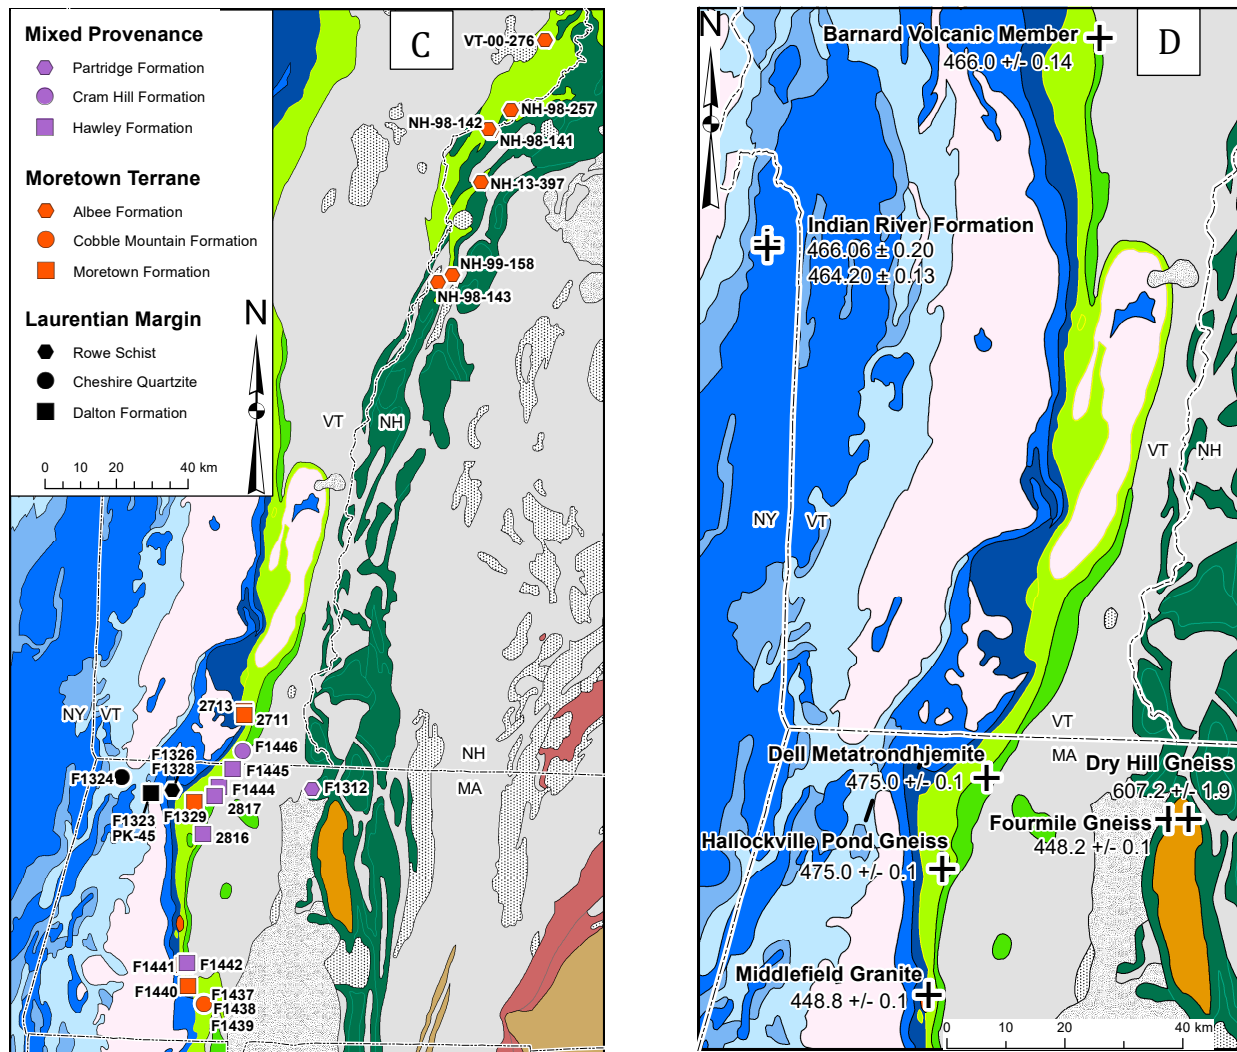 Mixed Provenance
Partridge Formation
Cram Hill Formation
Hawley Formation
Moretown Terrane
Albee Formation
Cobble Mountain Formation
Moretown Formation
Laurentian Margin
N
Rowe Schist
Cheshire Quartzite
Dalton Formation
0 10 20 40 km
C
VT-00-276
NH-98-257
NH-98-142
NH-98-141
NH-13-397
NH-99-158
NH-98-143
VT NH
NY VT
2713
2711
F1446
F1326
F1328
F1445
NH
MA
F1324
F1444
F1312
2817
F1323
F1329
PK-45
2816
F1441 F1442
F1440
F1437
F1438
F1439
N
D
Barnard Volcanic Member
466.0 +/- 0.14
Indian River Formation
466.06 ± 0.20
464.20 ± 0.13
VT NH
NY VT
VT
MA
Dell Metatrondhjemite
475.0 +/- 0.1
Dry Hill Gneiss
607.2 +/- 1.9
Fourmile Gneiss
448.2 +/- 0.1
Hallockville Pond Gneiss
475.0 +/- 0.1
Middlefield Granite
448.8 +/- 0.1
0 10 20 40 km